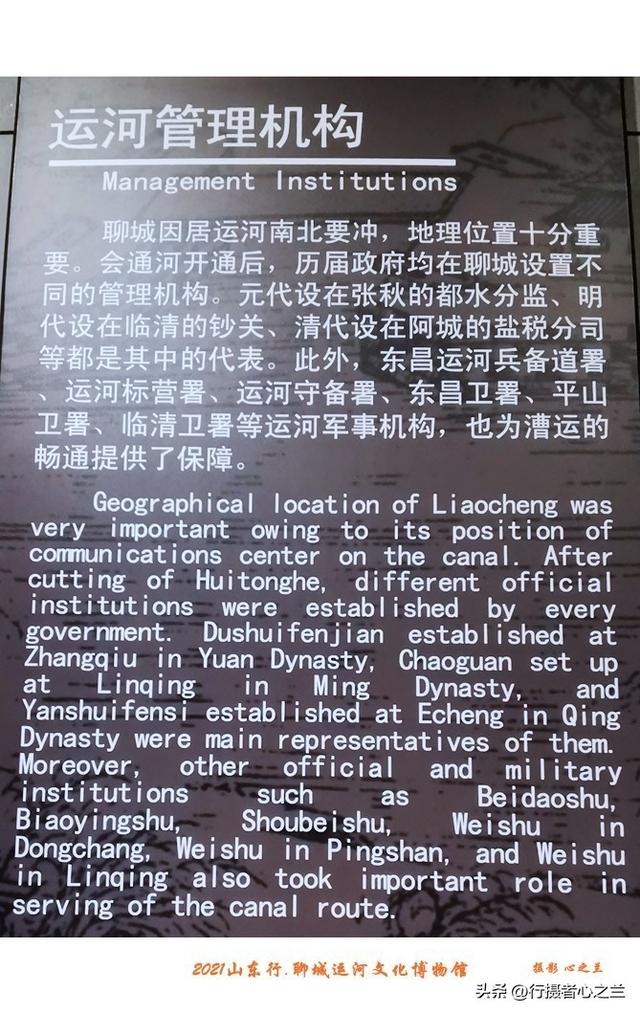 运河管理机构
Management Institutions
聊城因居运河南北要冲，地理位置十分重
要。会通河开通后，历届政府均在聊城设置不
同的管理机构。元代设在张秋的都水分监、明
代设在临清的钞关、清代设在阿城的盐税分司
等都是其中的代表。此外，东昌运河兵备道署
、运河标营署、运河守备署、东昌卫署、平山
卫署、临清卫署等运河军事机构，也为漕运的
畅通提供了保障。
Geographical location of Liaocheng was
very important owing to its position of
communications center on the canal. After
cutting of Huitonghe, different official
institutions were established by every
government. Dushuifenjian established at
Zhangqiu in Yuan Dynasty, Chaoguan set up
at Linqing in Ming Dynasty, and
Yanshuifensi established at Echeng in Qing
Dynasty were main representatives of them.
Moreover, other official and military
institutions such as Beidaoshu,
Biaoyingshu, Shoubeishu, Weishu in
Dongchang, Weishu in Pingshan, and Weishu
in Linqing also took important role in
serving of the canal route.
2021山东行.聊城运河文化博物馆 摄影 心之兰
头条 @行摄者心之兰